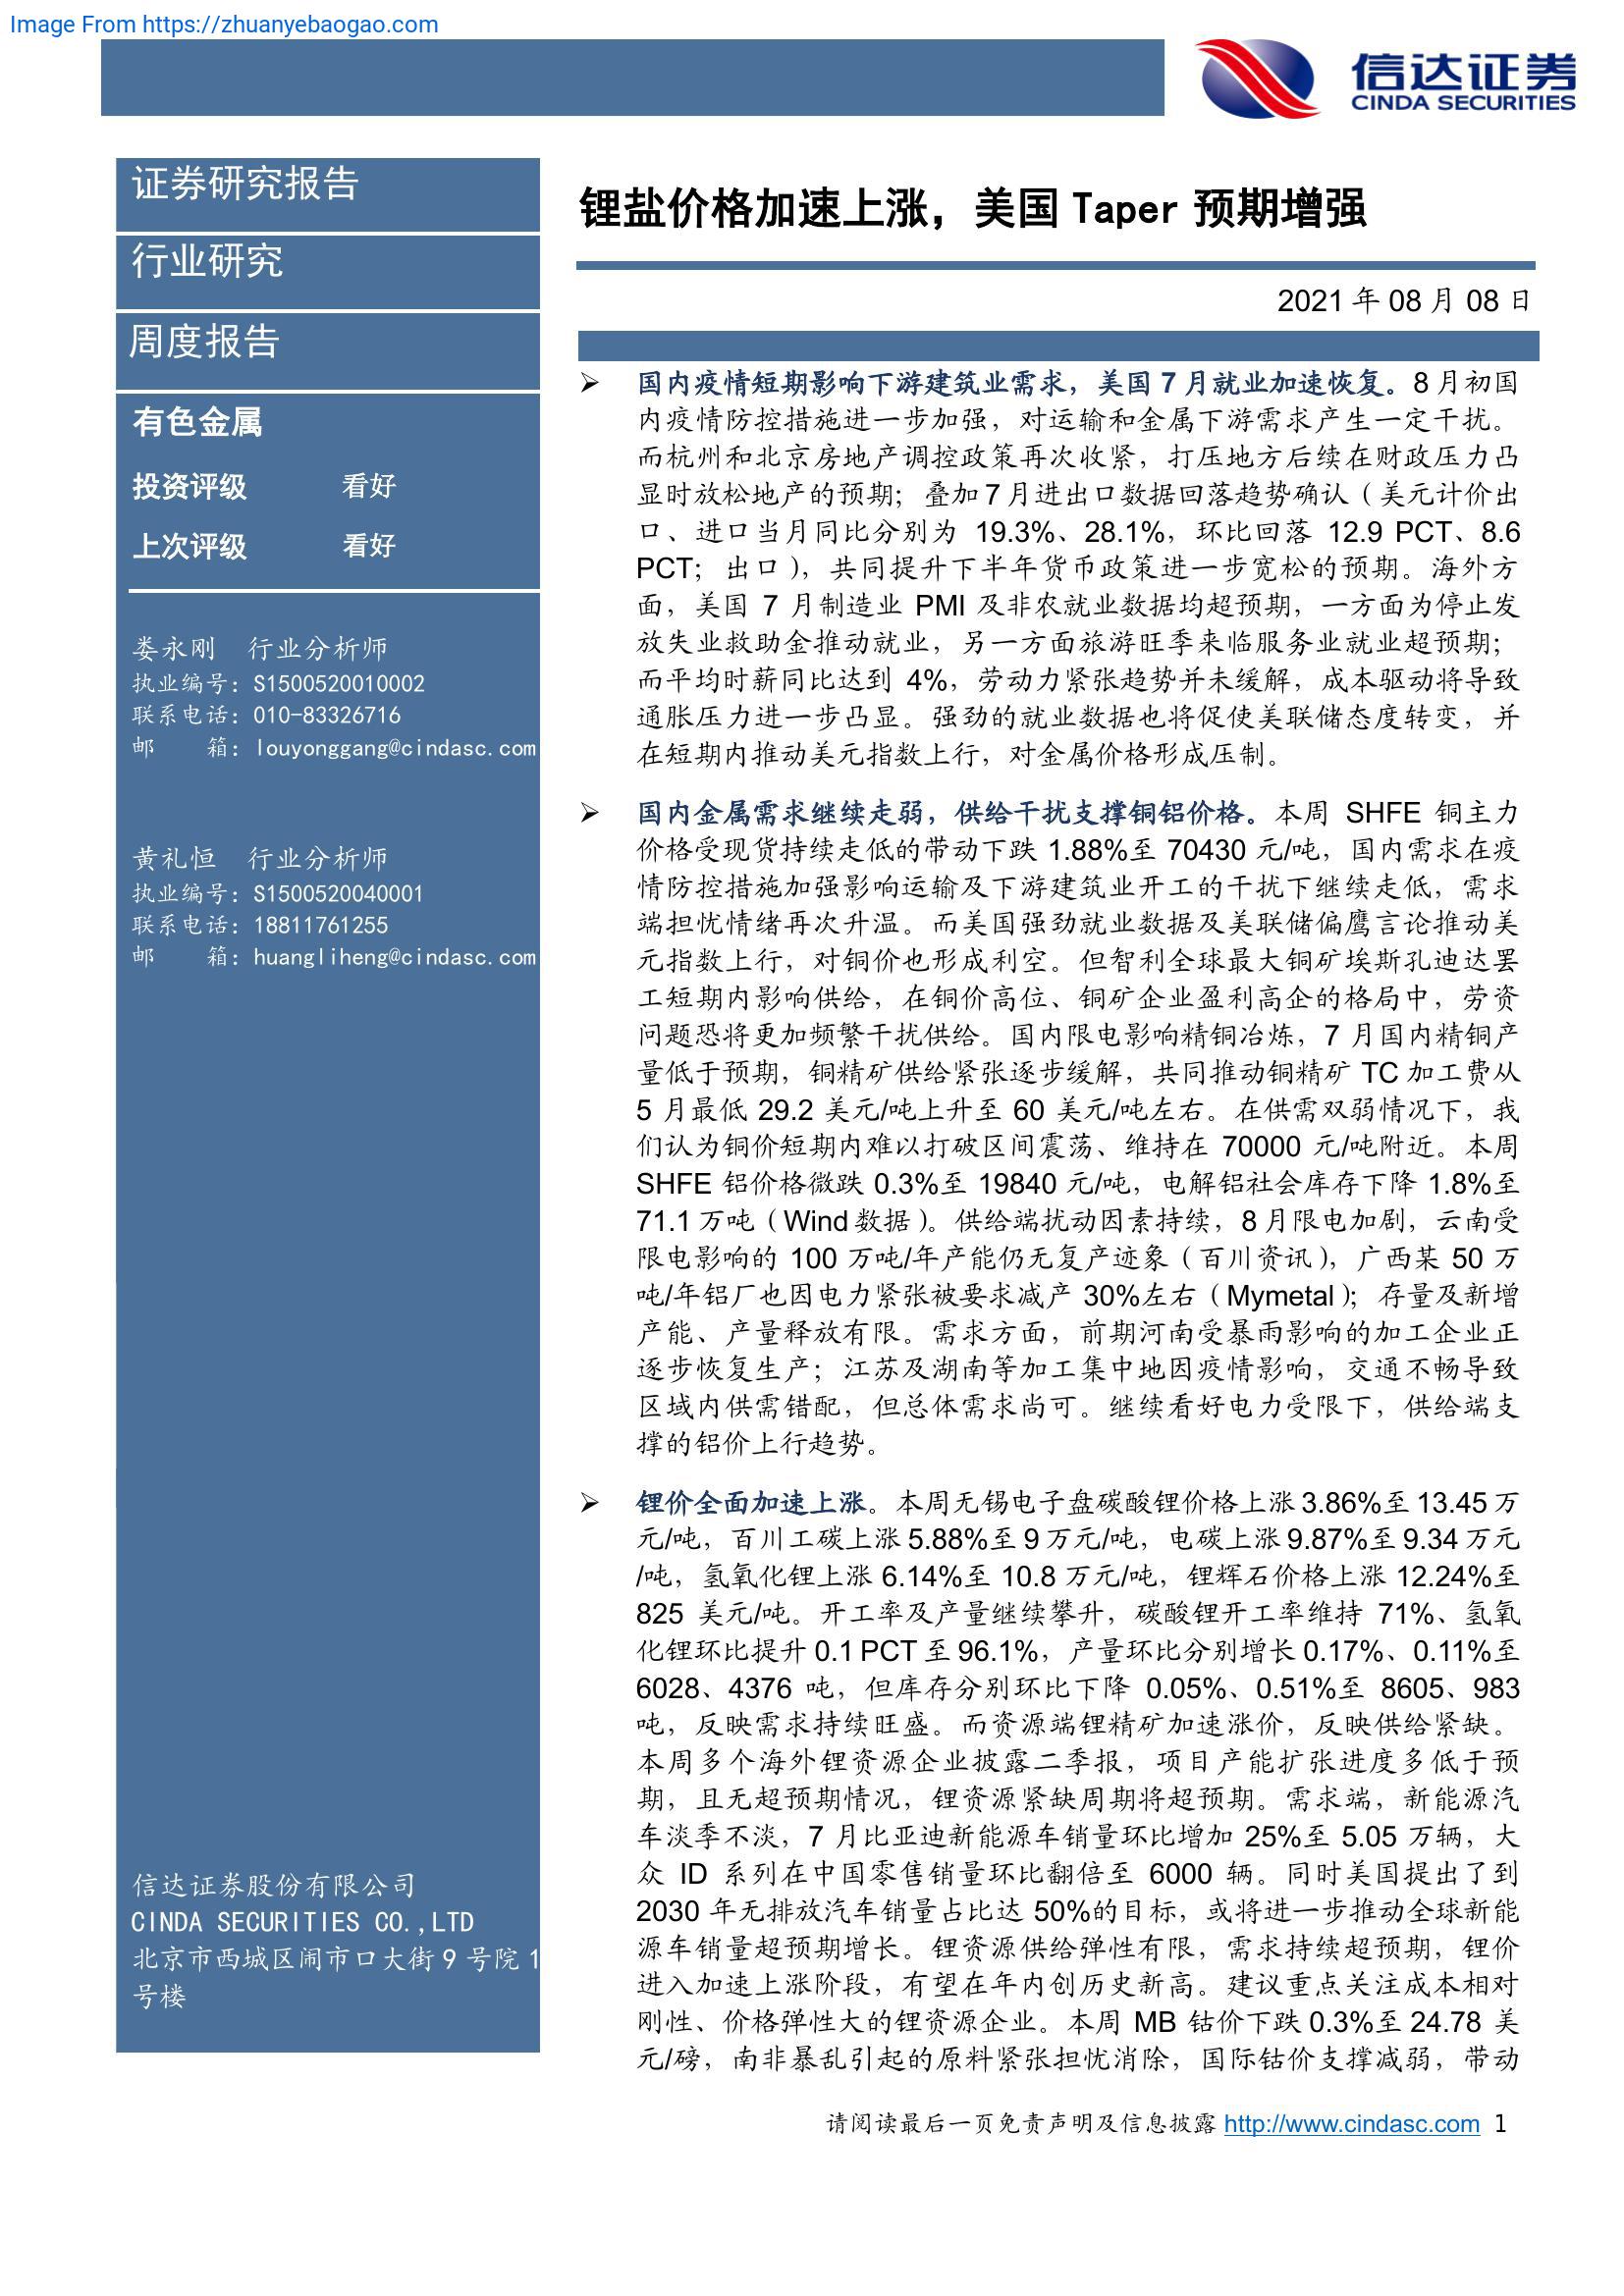 Image From https://zhuanyebaogao.com
信达证券
CINDA SECURITIES
证券研究报告
行业研究
周度报告
有色金属
投资评级 看好
上次评级 看好
娄永刚 行业分析师
执业编号：S1500520010002
联系电话：010-83326716
邮 箱：louyonggang@cindasc.com
黄礼恒 行业分析师
执业编号：S1500520040001
联系电话：18811761255
邮 箱：huangliheng@cindasc.com
信达证券股份有限公司
CINDA SECURITIES CO.,LTD
北京市西城区闹市口大街 9 号院 1
号楼
锂盐价格加速上涨，美国 Taper 预期增强
2021 年 08 月 08 日
➢ 国内疫情短期影响下游建筑业需求，美国 7 月就业加速恢复。8 月初国
内疫情防控措施进一步加强，对运输和金属下游需求产生一定干扰。
而杭州和北京房地产调控政策再次收紧，打压地方后续在财政压力凸
显时放松地产的预期；叠加 7 月进出口数据回落趋势确认（美元计价出
口、进口当月同比分别为 19.3%、28.1%，环比回落 12.9 PCT、8.6
PCT；出口），共同提升下半年货币政策进一步宽松的预期。海外方
面，美国 7 月制造业 PMI 及非农就业数据均超预期，一方面为停止发
放失业救助金推动就业，另一方面旅游旺季来临服务业就业超预期；
而平均时薪同比达到 4%，劳动力紧张趋势并未缓解，成本驱动将导致
通胀压力进一步凸显。强劲的就业数据也将促使美联储态度转变，并
在短期内推动美元指数上行，对金属价格形成压制。
➢ 国内金属需求继续走弱，供给干扰支撑铜铝价格。本周 SHFE 铜主力
价格受现货持续走低的带动下跌 1.88%至 70430 元/吨，国内需求在疫
情防控措施加强影响运输及下游建筑业开工的干扰下继续走低，需求
端担忧情绪再次升温。而美国强劲就业数据及美联储偏鹰言论推动美
元指数上行，对铜价也形成利空。但智利全球最大铜矿埃斯孔迪达罢
工短期内影响供给，在铜价高位、铜矿企业盈利高企的格局中，劳资
问题恐将更加频繁干扰供给。国内限电影响精铜冶炼，7 月国内精铜产
量低于预期，铜精矿供给紧张逐步缓解，共同推动铜精矿 TC 加工费从
5 月最低 29.2 美元/吨上升至 60 美元/吨左右。在供需双弱情况下，我
们认为铜价短期内难以打破区间震荡、维持在 70000 元/吨附近。本周
SHFE 铝价格微跌 0.3%至 19840 元/吨，电解铝社会库存下降 1.8%至
71.1 万吨（Wind 数据）。供给端扰动因素持续，8 月限电加剧，云南受
限电影响的 100 万吨/年产能仍无复产迹象（百川资讯），广西某 50 万
吨/年铝厂也因电力紧张被要求减产 30%左右（Mymetal）；存量及新增
产能、产量释放有限。需求方面，前期河南受暴雨影响的加工企业正
逐步恢复生产；江苏及湖南等加工集中地因疫情影响，交通不畅导致
区域内供需错配，但总体需求尚可。继续看好电力受限下，供给端支
撑的铝价上行趋势。
➢ 锂价全面加速上涨。本周无锡电子盘碳酸锂价格上涨 3.86%至 13.45 万
元/吨，百川工碳上涨 5.88%至 9 万元/吨，电碳上涨 9.87%至 9.34 万元
/吨，氢氧化锂上涨 6.14%至 10.8 万元/吨，锂辉石价格上涨 12.24%至
825 美元/吨。开工率及产量继续攀升，碳酸锂开工率维持 71%、氢氧
化锂环比提升 0.1 PCT 至 96.1%，产量环比分别增长 0.17%、0.11%至
6028、4376 吨，但库存分别环比下降 0.05%、0.51%至 8605、983
吨，反映需求持续旺盛。而资源端锂精矿加速涨价，反映供给紧缺。
本周多个海外锂资源企业披露二季报，项目产能扩张进度多低于预
期，且无超预期情况，锂资源紧缺周期将超预期。需求端，新能源汽
车淡季不淡，7 月比亚迪新能源车销量环比增加 25%至 5.05 万辆，大
众 ID 系列在中国零售销量环比翻倍至 6000 辆。同时美国提出了到
2030 年无排放汽车销量占比达 50%的目标，或将进一步推动全球新能
源车销量超预期增长。锂资源供给弹性有限，需求持续超预期，锂价
进入加速上涨阶段，有望在年内创历史新高。建议重点关注成本相对
刚性、价格弹性大的锂资源企业。本周 MB 钴价下跌 0.3%至 24.78 美
元/磅，南非暴乱引起的原料紧张担忧消除，国际钴价支撑减弱，带动
请阅读最后一页免责声明及信息披露 http://www.cindasc.com 1